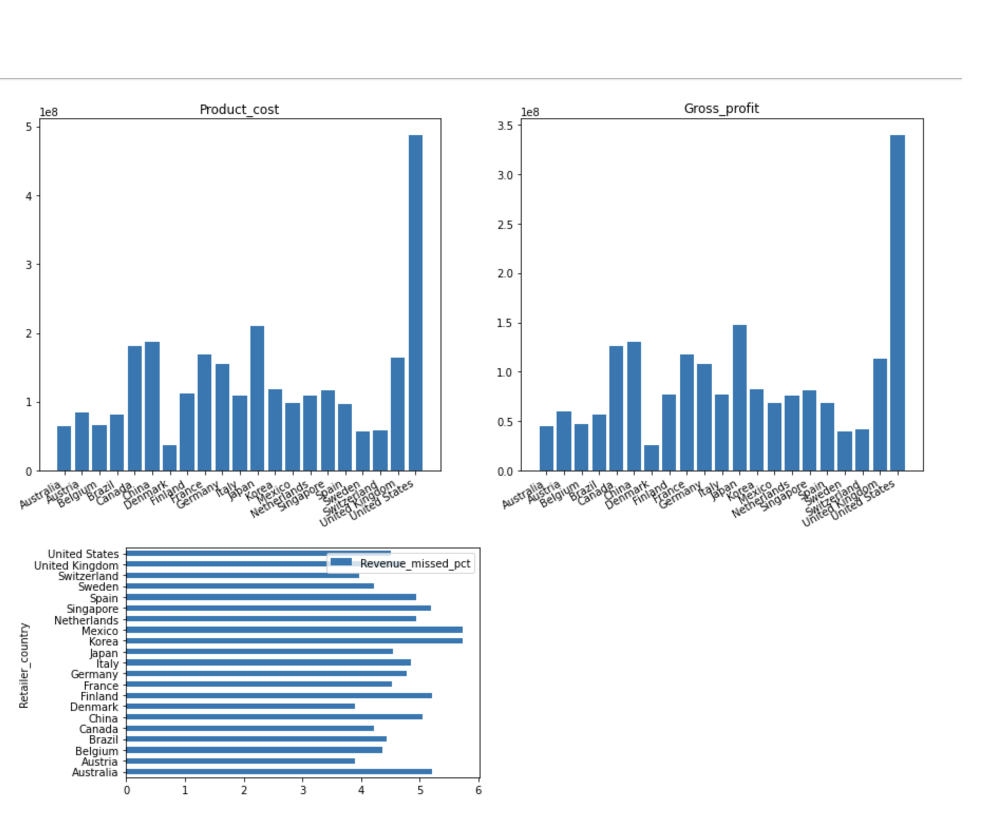 Product_cost
1e8
5
4
3
2
1
0
Australia
Austria
Belgium
Brazil
Canada
China
Denmark
Finland
France
Germany
Italy
Japan
Korea
Mexico
Netherlands
Singapore
Spain
Sweden
Switzerland
United Kingdom
United States
Gross_profit
1e8
3.5
3.0
2.5
2.0
1.5
1.0
0.5
0.0
Australia
Austria
Belgium
Brazil
Canada
China
Denmark
Finland
France
Germany
Italy
Japan
Korea
Mexico
Netherlands
Singapore
Spain
Sweden
Switzerland
United Kingdom
United States
Retailer_country
United States
United Kingdom
Switzerland
Sweden
Spain
Singapore
Netherlands
Mexico
Korea
Japan
Italy
Germany
France
Finland
Denmark
China
Canada
Brazil
Belgium
Austria
Australia
Revenue_missed_pct
0 1 2 3 4 5 6